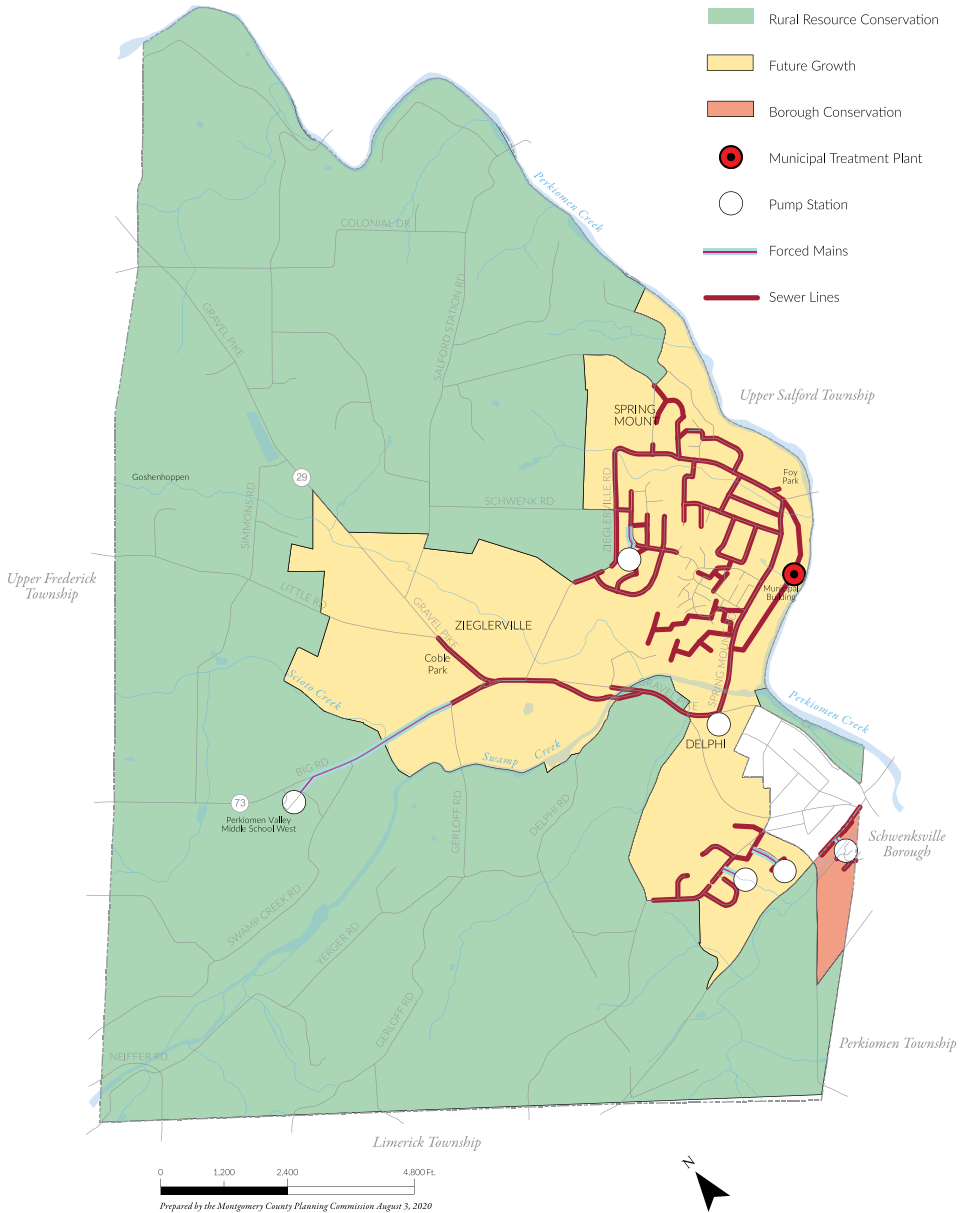 Rural Resource Conservation
Future Growth
Borough Conservation
Municipal Treatment Plant
Pump Station
Forced Mains
Sewer Lines
Perkiomen Creek
COLONIAL DR
GRAVEL PIKE
SALFORD STATION RD
Upper Salford Township
SPRING
MOUNT
Foy
Park
Goshenhoppen
29
SCHWENK RD
ZIEGLERVILLE RD
SIMMONS RD
Upper Frederick
Township
LITTLE RD
GRAVEL PIKE
ZIEGLERVILLE
Municipal
Building
Coble
Park
Scioto Creek
GRAVEL PIKE
SPRING MOUNT
Perkiomen Creek
DELPHI
Swamp Creek
BIG RD
73
Perkiomen Valley
Middle School West
GERLOFF RD
DELPHI RD
Schwenksville
Borough
SWAMP CREEK RD
YERGER RD
GERLOFF RD
Perkiomen Township
NEIFFER RD
Limerick Township
0 1,200 2,400 4,800 Ft.
N
Prepared by the Montgomery County Planning Commission August 3, 2020